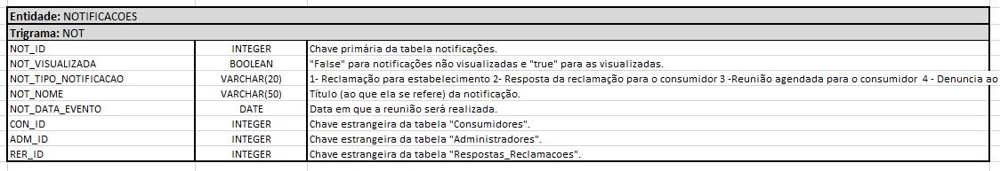 Entidade: NOTIFICACOES
Trigrama: NOT
NOT_ID INTEGER Chave primária da tabela notificações.
NOT_VISUALIZADA BOOLEAN "False" para notificações não visualizadas e "true" para as visualizadas.
NOT_TIPO_NOTIFICACAO VARCHAR(20) 1- Reclamação para estabelecimento 2- Resposta da reclamação para o consumidor 3 -Reunião agendada para o consumidor 4 - Denuncia ao
NOT_NOME VARCHAR(50) Título (ao que ela se refere) da notificação.
NOT_DATA_EVENTO DATE Data em que a reunião será realizada.
CON_ID INTEGER Chave estrangeira da tabela "Consumidores".
ADM_ID INTEGER Chave estrangeira da tabela "Administradores".
RER_ID INTEGER Chave estrangeira da tabela "Respostas_Reclamacoes".